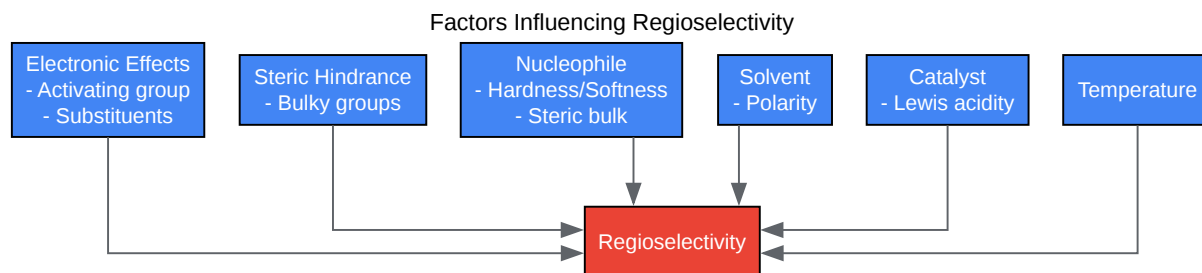 Factors Influencing Regioselectivity
Electronic Effects
- Activating group
- Substituents
Steric Hindrance
- Bulky groups
Nucleophile
- Hardness/Softness
- Steric bulk
Solvent
- Polarity
Catalyst
- Lewis acidity
Temperature
Regioselectivity